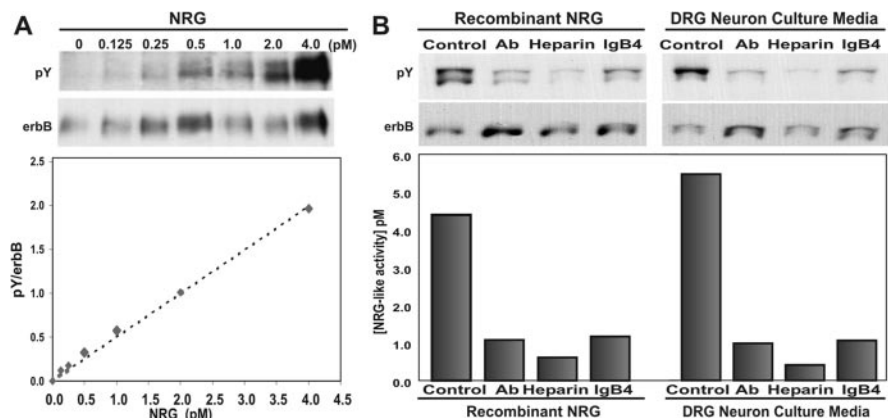 A
NRG
0 0.125 0.25 0.5 1.0 2.0 4.0 (pM)
pY
erbB
pY/erbB
2.5
2.0
1.5
1.0
0.5
0.0
0.0 0.5 1.0 1.5 2.0 2.5 3.0 3.5 4.0 4.5
NRG (pM)
B
Recombinant NRG DRG Neuron Culture Media
Control Ab Heparin IgB4 Control Ab Heparin IgB4
pY
erbB
[NRG-like activity] pM
6.0
5.0
4.0
3.0
2.0
1.0
0.0
Control Ab Heparin IgB4 Control Ab Heparin IgB4
Recombinant NRG DRG Neuron Culture Media